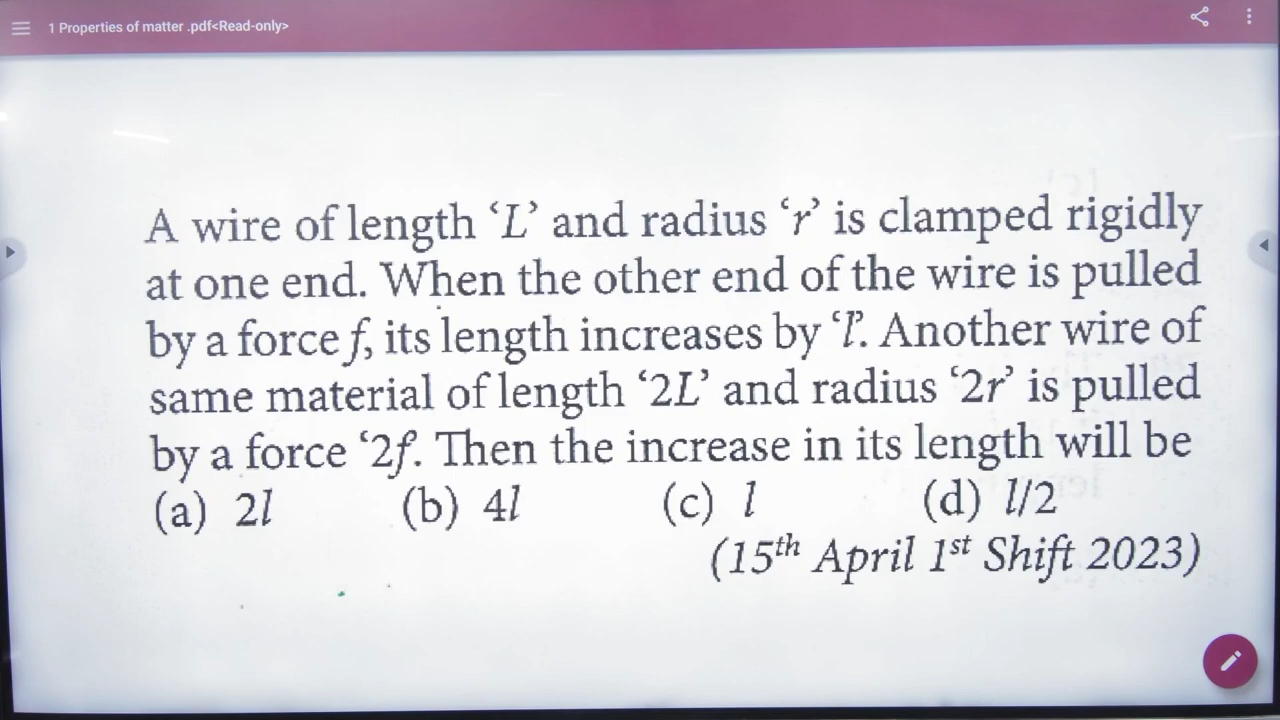 1 Properties of matter .pdf<Read-only>
A wire of length ‘L’ and radius ‘r’ is clamped rigidly
at one end. When the other end of the wire is pulled
by a force f, its length increases by ‘l’. Another wire of
same material of length ‘2L’ and radius ‘2r’ is pulled
by a force ‘2f’. Then the increase in its length will be
(a) 2l (b) 4l (c) l (d) l/2
(15th April 1st Shift 2023)